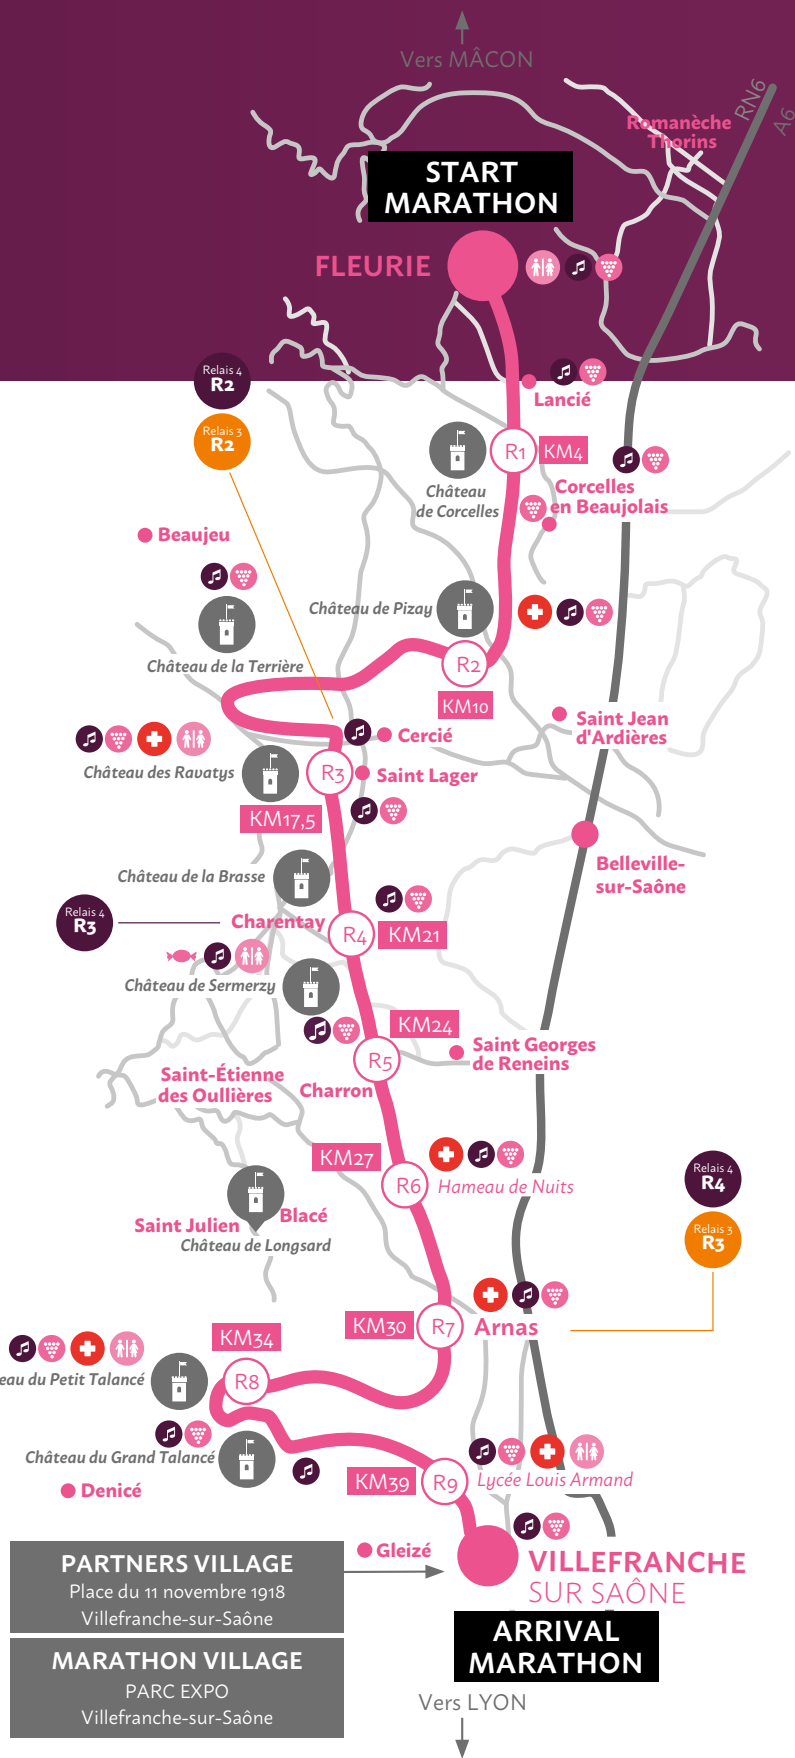 Vers MÂCON
RN6
A6
Romanèche
Thorins
START
MARATHON
FLEURIE
Relais 4
R2
Lancié
Relais 3
R2
R1
KM4
Château
de Corcelles
Corcelles
en Beaujolais
Beaujeu
Château de Pizay
Château de la Terrière
R2
KM10
Saint Jean
d'Ardières
Cercié
Château des Ravatys
R3
Saint Lager
KM17,5
Belleville-
sur-Saône
Château de la Brasse
Relais 4
R3
Charentay
R4
KM21
Château de Sermerzy
KM24
Saint Georges
de Reneins
R5
Saint-Étienne
des Oullières
Charron
KM27
R6
Hameau de Nuits
Relais 4
R4
Relais 3
R3
Saint Julien
Blacé
Château de Longsard
KM30
R7
Arnas
KM34
eau du Petit Talancé
R8
Château du Grand Talancé
KM39
R9
Lycée Louis Armand
Denicé
Gleizé
PARTNERS VILLAGE
Place du 11 novembre 1918
Villefranche-sur-Saône
VILLEFRANCHE
SUR SAÔNE
ARRIVAL
MARATHON
MARATHON VILLAGE
PARC EXPO
Villefranche-sur-Saône
Vers LYON